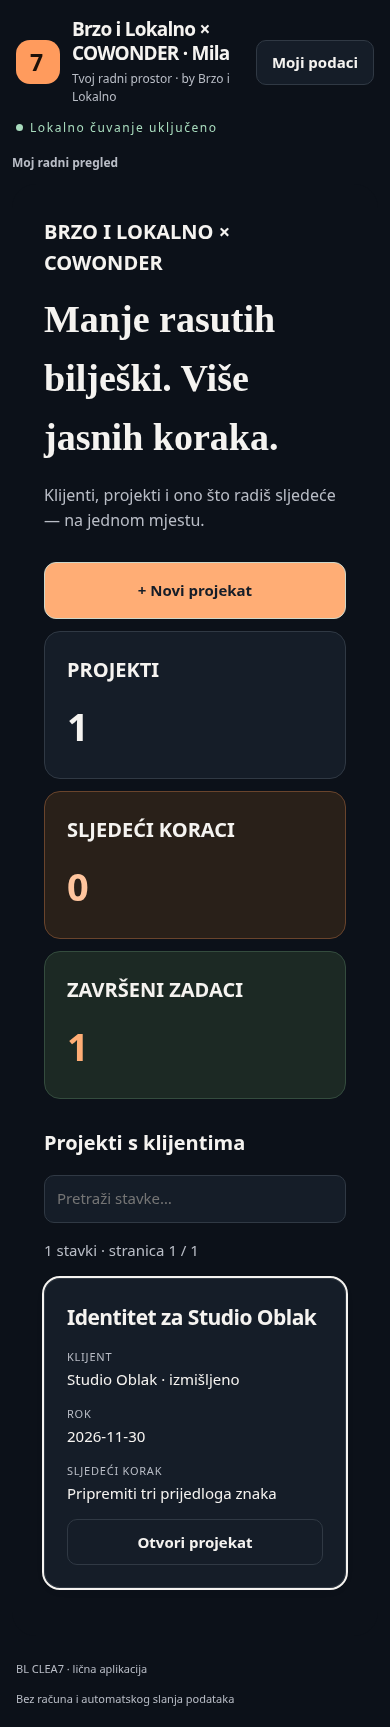 7
Brzo i Lokalno ×
COWONDER · Mila
Tvoj radni prostor · by Brzo i
Lokalno
Moji podaci
Lokalno čuvanje uključeno
Moj radni pregled
BRZO I LOKALNO ×
COWONDER
Manje rasutih
bilješki. Više
jasnih koraka.
Klijenti, projekti i ono što radiš sljedeće
— na jednom mjestu.
+ Novi projekat
PROJEKTI
1
SLJEDEĆI KORACI
0
ZAVRŠENI ZADACI
1
Projekti s klijentima
Pretraži stavke...
1 stavki · stranica 1 / 1
Identitet za Studio Oblak
KLIJENT
Studio Oblak · izmišljeno
ROK
2026-11-30
SLJEDEĆI KORAK
Pripremiti tri prijedloga znaka
Otvori projekat
BL CLEA7 · lična aplikacija
Bez računa i automatskog slanja podataka